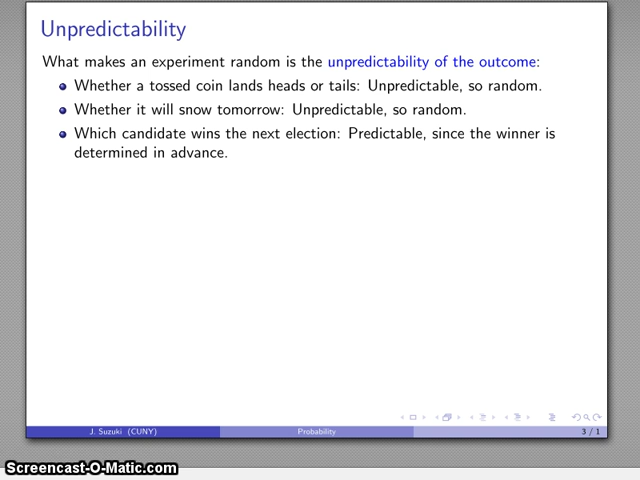 Unpredictability
What makes an experiment random is the unpredictability of the outcome:
Whether a tossed coin lands heads or tails: Unpredictable, so random.
Whether it will snow tomorrow: Unpredictable, so random.
Which candidate wins the next election: Predictable, since the winner is
determined in advance.
J. Suzuki (CUNY) Probability 3 / 1
Screencast-O-Matic.com